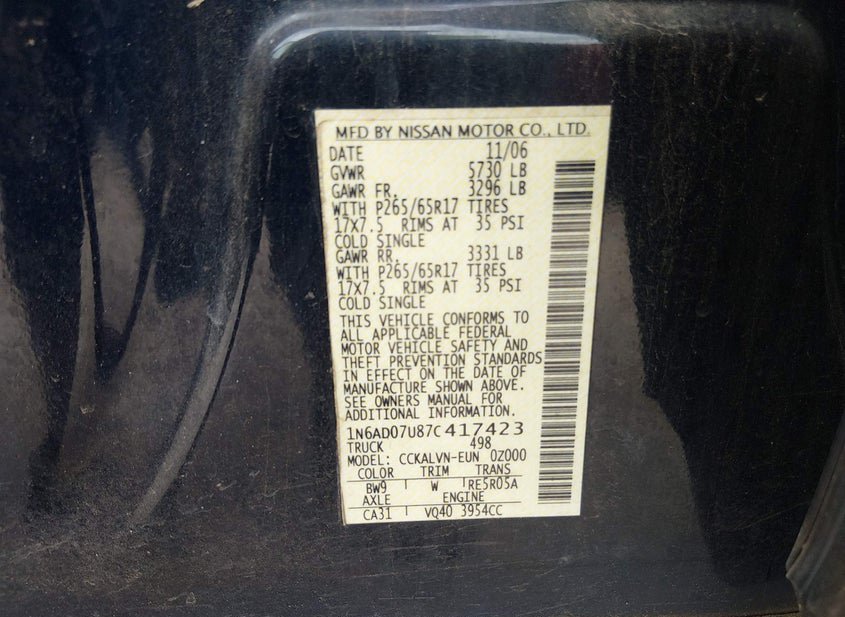 MFD BY NISSAN MOTOR CO., LTD.
DATE 11/06
GVWR 5730 LB
GAWR FR. 3296 LB
WITH P265/65R17 TIRES
17X7.5 RIMS AT 35 PSI
COLD SINGLE
GAWR RR. 3331 LB
WITH P265/65R17 TIRES
17X7.5 RIMS AT 35 PSI
COLD SINGLE
THIS VEHICLE CONFORMS TO
ALL APPLICABLE FEDERAL
MOTOR VEHICLE SAFETY AND
THEFT PREVENTION STANDARDS
IN EFFECT ON THE DATE OF
MANUFACTURE SHOWN ABOVE.
SEE OWNERS MANUAL FOR
ADDITIONAL INFORMATION.
1N6AD07U87C417423
TRUCK 498
MODEL: CCKALVN-EUN 0Z000
COLOR TRIM TRANS
BW9 W RE5R05A
AXLE ENGINE
CA31 VQ40 3954CC